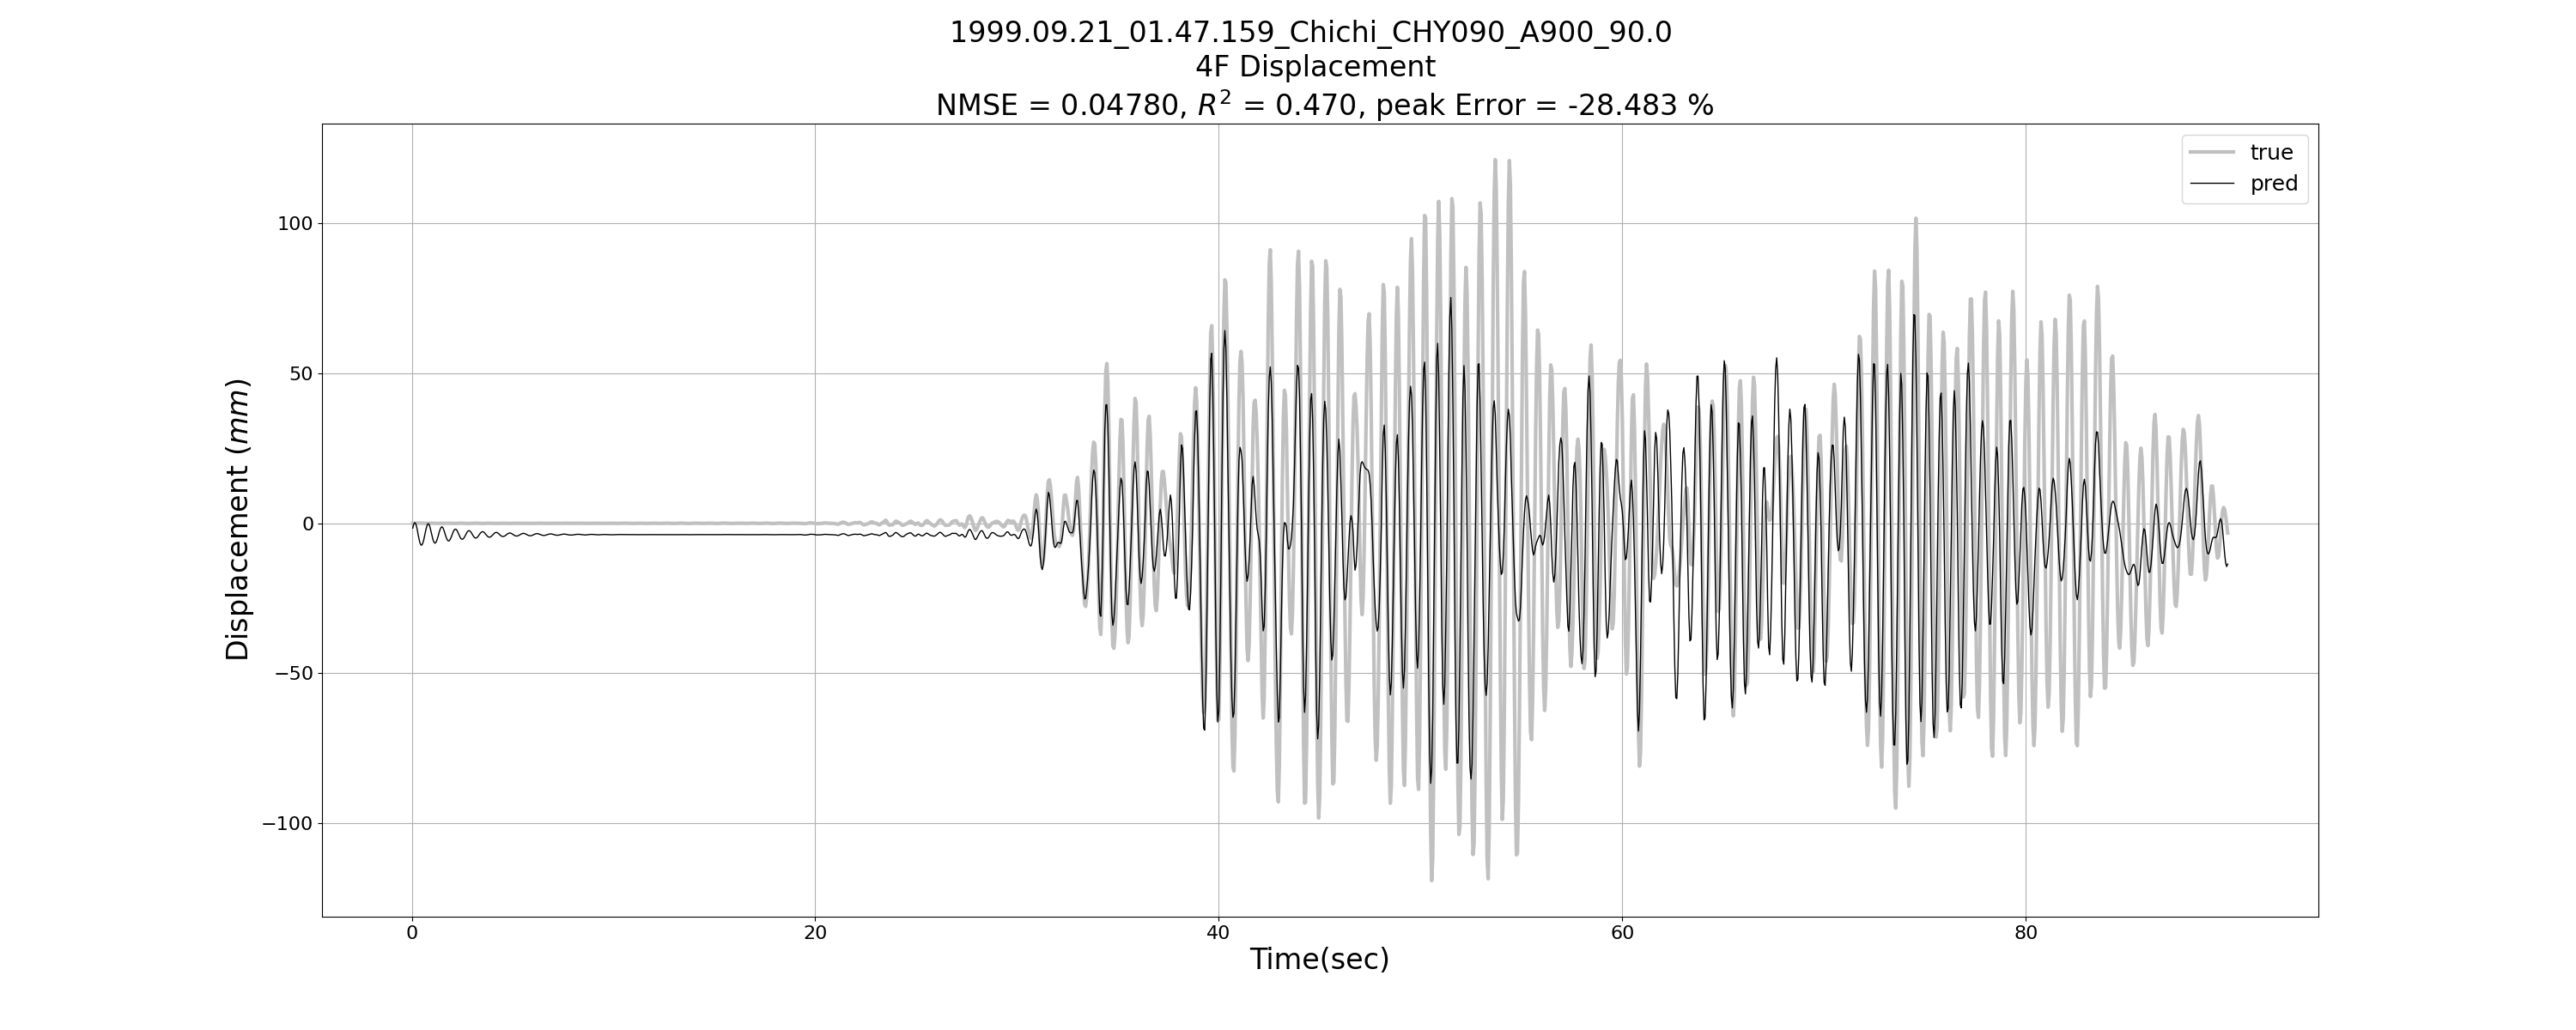 1999.09.21_01.47.159_Chichi_CHY090_A900_90.0
4F Displacement
NMSE = 0.04780, R² = 0.470, peak Error = -28.483 %
true
pred
Displacement (mm)
100
50
0
−50
−100
0 20 40 60 80
Time(sec)